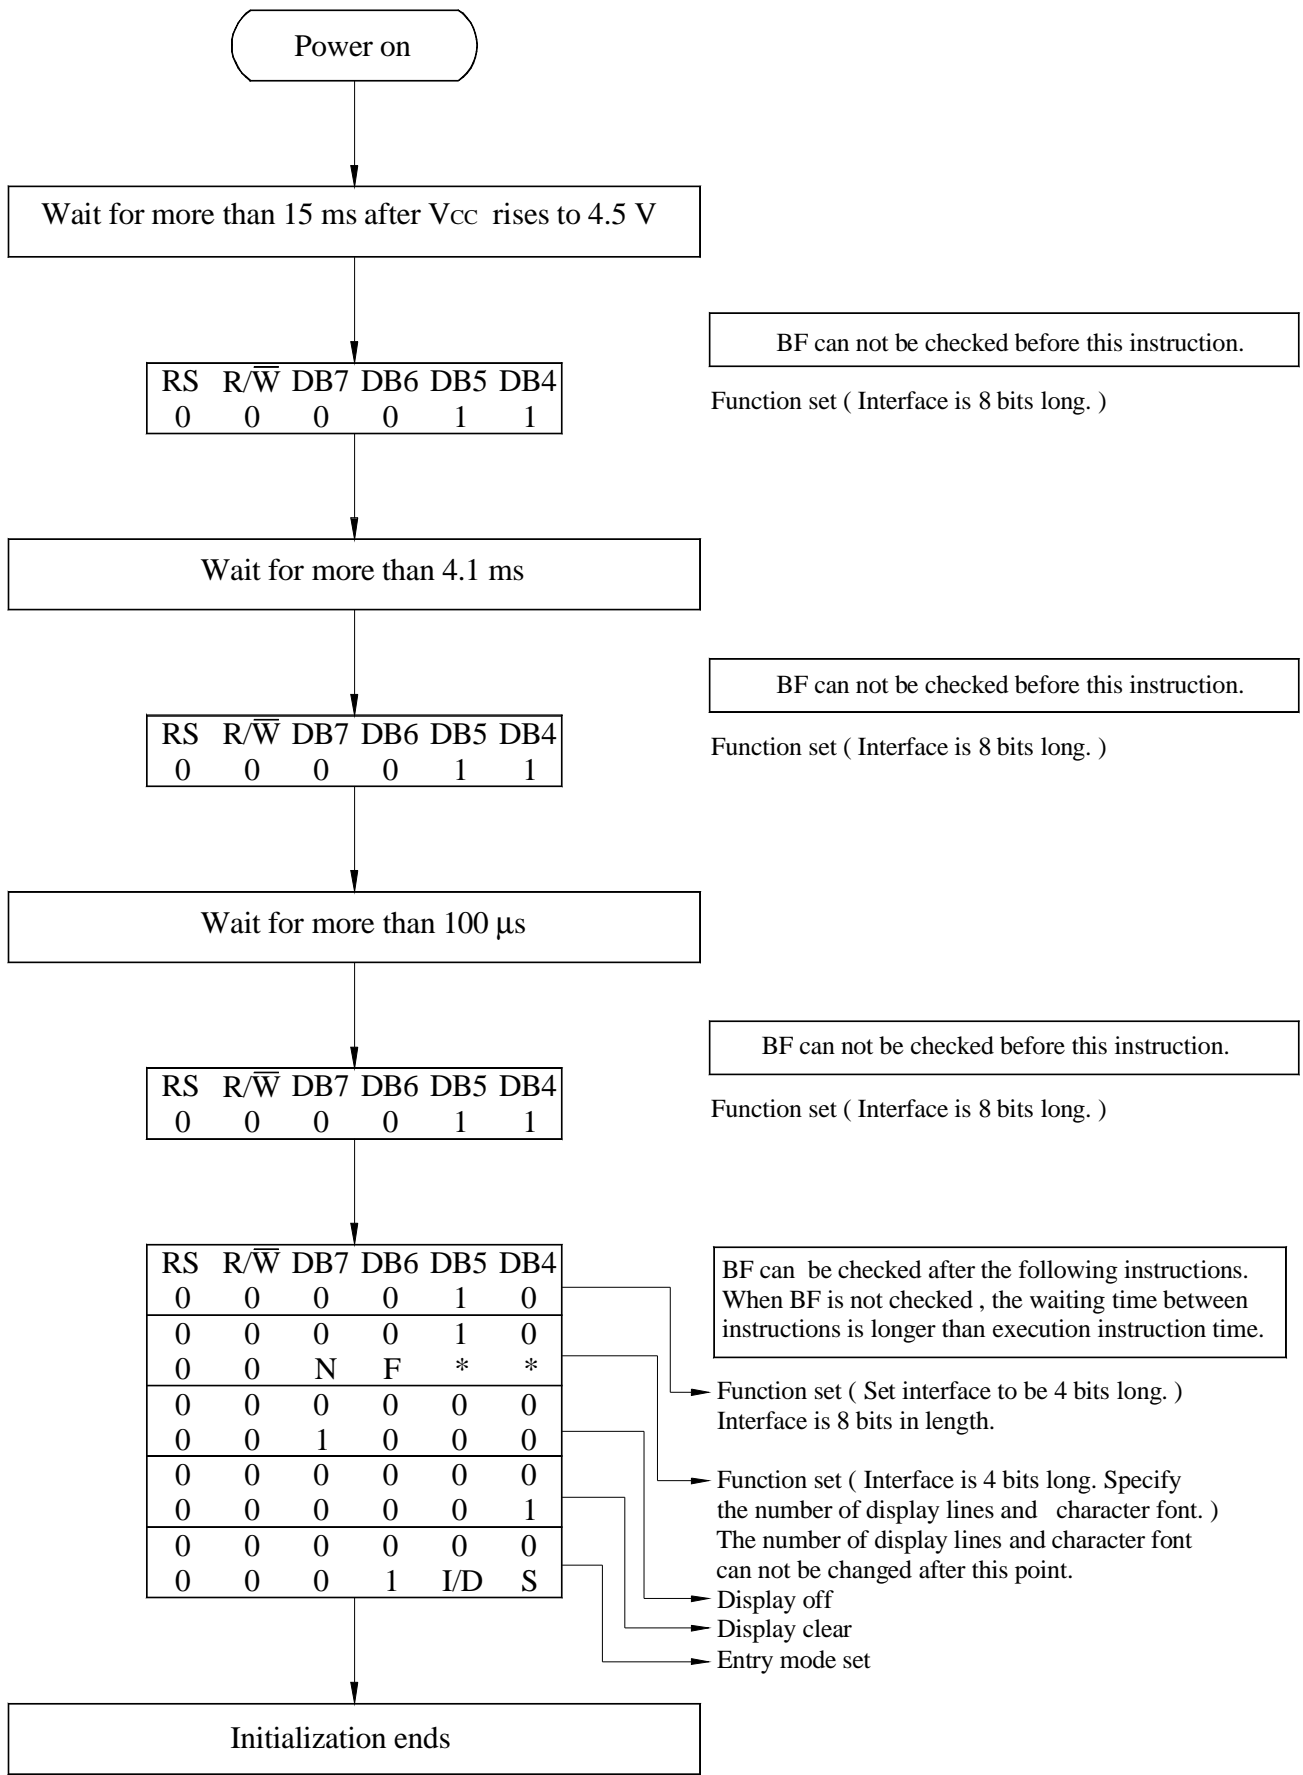 Power on
Wait for more than 15 ms after VCC rises to 4.5 V
BF can not be checked before this instruction.
RS R/W̅ DB7 DB6 DB5 DB4
0 0 0 0 1 1
Function set ( Interface is 8 bits long. )
Wait for more than 4.1 ms
BF can not be checked before this instruction.
RS R/W̅ DB7 DB6 DB5 DB4
0 0 0 0 1 1
Function set ( Interface is 8 bits long. )
Wait for more than 100 μs
BF can not be checked before this instruction.
RS R/W̅ DB7 DB6 DB5 DB4
0 0 0 0 1 1
Function set ( Interface is 8 bits long. )
RS R/W̅ DB7 DB6 DB5 DB4
0 0 0 0 1 0
0 0 0 0 1 0
0 0 N F * *
0 0 0 0 0 0
0 0 1 0 0 0
0 0 0 0 0 0
0 0 0 0 0 1
0 0 0 0 0 0
0 0 0 1 I/D S
BF can be checked after the following instructions.
When BF is not checked , the waiting time between
instructions is longer than execution instruction time.
Function set ( Set interface to be 4 bits long. )
Interface is 8 bits in length.
Function set ( Interface is 4 bits long. Specify
the number of display lines and character font. )
The number of display lines and character font
can not be changed after this point.
Display off
Display clear
Entry mode set
Initialization ends